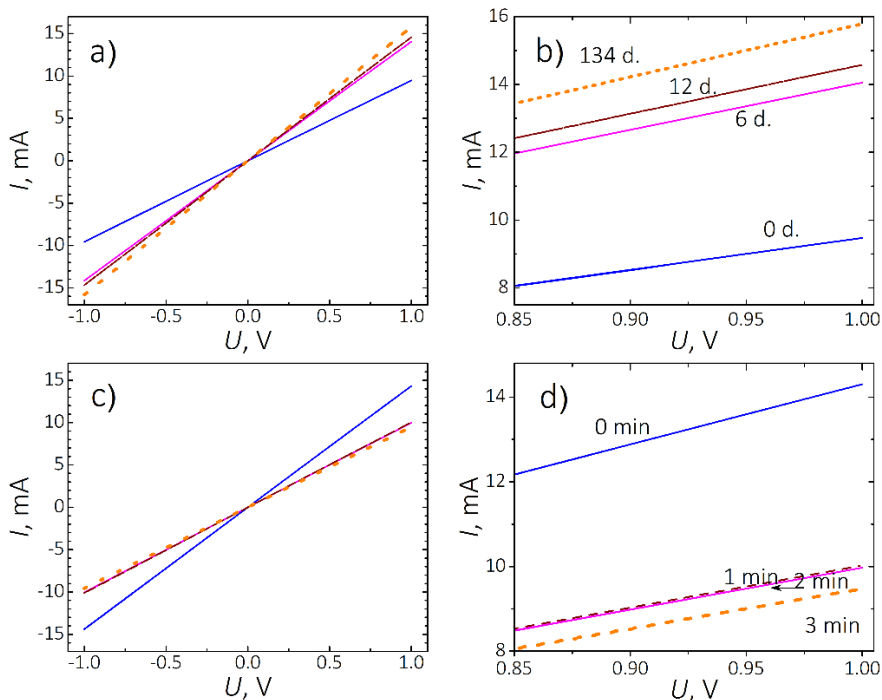 a)
I, mA
15
10
5
0
-5
-10
-15
-1.0 -0.5 0.0 0.5 1.0
U, V
b)
I, mA
16
14
12
10
8
134 d.
12 d.
6 d.
0 d.
0.85 0.90 0.95 1.00
U, V
c)
I, mA
15
10
5
0
-5
-10
-15
-1.0 -0.5 0.0 0.5 1.0
U, V
d)
I, mA
14
12
10
8
0 min
1 min 2 min
3 min
0.85 0.90 0.95 1.00
U, V